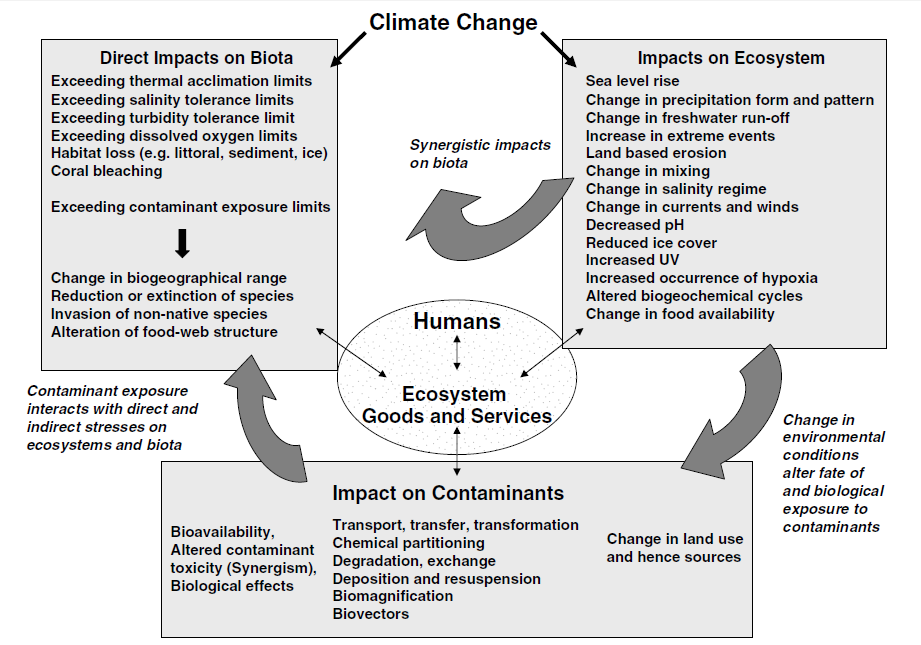 Climate Change
Direct Impacts on Biota
Exceeding thermal acclimation limits
Exceeding salinity tolerance limits
Exceeding turbidity tolerance limit
Exceeding dissolved oxygen limits
Habitat loss (e.g. littoral, sediment, ice)
Coral bleaching
Exceeding contaminant exposure limits
Change in biogeographical range
Reduction or extinction of species
Invasion of non-native species
Alteration of food-web structure
Synergistic impacts
on biota
Impacts on Ecosystem
Sea level rise
Change in precipitation form and pattern
Change in freshwater run-off
Increase in extreme events
Land based erosion
Change in mixing
Change in salinity regime
Change in currents and winds
Decreased pH
Reduced ice cover
Increased UV
Increased occurrence of hypoxia
Altered biogeochemical cycles
Change in food availability
Humans
Ecosystem
Goods and Services
Contaminant exposure
interacts with direct and
indirect stresses on
ecosystems and biota
Change in
environmental
conditions
alter fate of
and biological
exposure to
contaminants
Impact on Contaminants
Bioavailability,
Altered contaminant
toxicity (Synergism),
Biological effects
Transport, transfer, transformation
Chemical partitioning
Degradation, exchange
Deposition and resuspension
Biomagnification
Biovectors
Change in land use
and hence sources